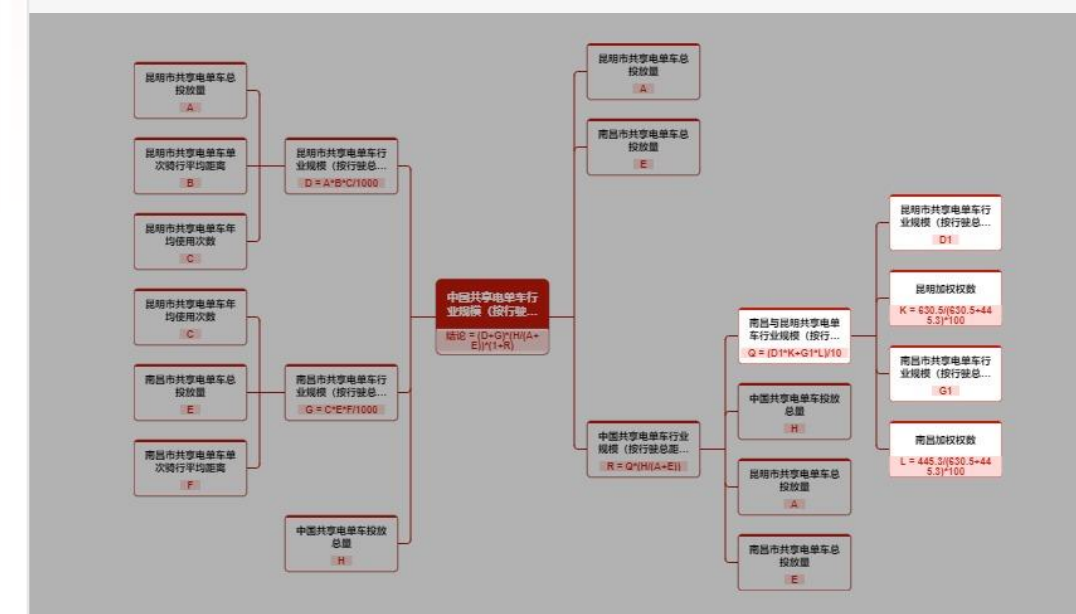 昆明市共享电单车总
投放量
A
昆明市共享电单车单
次骑行平均距离
B
昆明市共享电单车年
均使用次数
C
昆明市共享电单车行
业规模（按行驶总...
D = A*B*C/1000
昆明市共享电单车年
均使用次数
C
南昌市共享电单车总
投放量
E
南昌市共享电单车单
次骑行平均距离
F
南昌市共享电单车行
业规模（按行驶总...
G = C*E*F/1000
中国共享电单车投放
总量
H
中国共享电单车行
业规模（按行驶...
结论 = (D+G)*(H/(A+
E))*(1+R)
昆明市共享电单车总
投放量
A
南昌市共享电单车总
投放量
E
中国共享电单车行业
规模（按行驶总距...
R = Q*(H/(A+E))
南昌与昆明共享电单
车行业规模（按行...
Q = (D1*K+G1*L)/10
中国共享电单车投放
总量
H
昆明市共享电单车总
投放量
A
南昌市共享电单车总
投放量
E
昆明市共享电单车行
业规模（按行驶总...
D1
昆明加权权数
K = 630.5/(630.5+44
5.3)*100
南昌市共享电单车行
业规模（按行驶总...
G1
南昌加权权数
L = 445.3/(630.5+44
5.3)*100